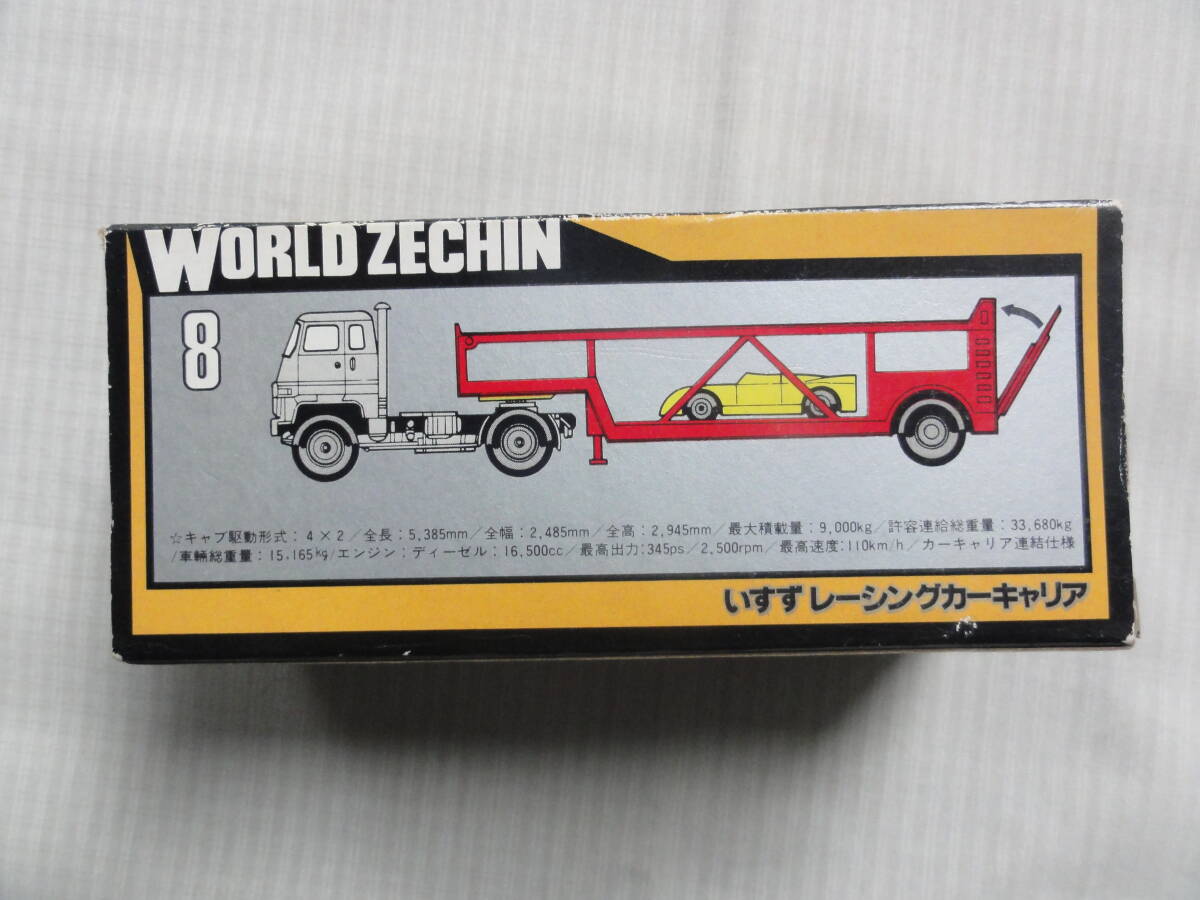 WORLD ZECHIN
8
☆キャブ駆動形式:4×2/全長:5,385mm/全幅:2,485mm/全高:2,945mm/最大積載量:9,000kg/許容連給総重量:33,680kg
/車輛総重量:15,165kg/エンジン:ディーゼル:16,500cc/最高出力:345ps/2,500rpm/最高速度:110km/h/カーキャリア連結仕様
いすずレーシングカーキャリア